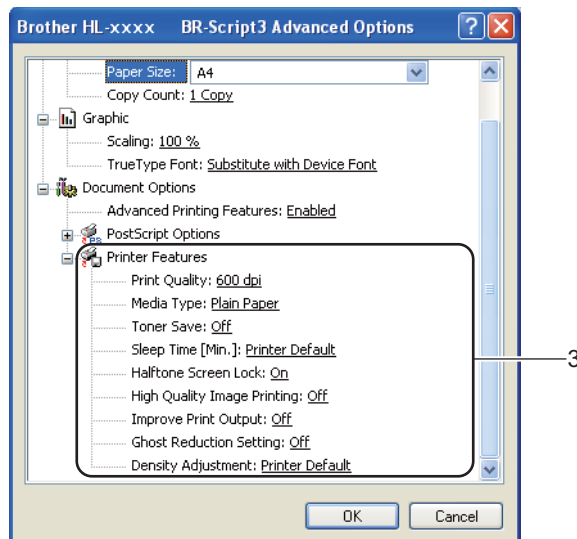 Brother HL-xxxx BR-Script3 Advanced Options
Paper Size: A4
Copy Count: 1 Copy
Graphic
Scaling: 100 %
TrueType Font: Substitute with Device Font
Document Options
Advanced Printing Features: Enabled
PS PostScript Options
Printer Features
Print Quality: 600 dpi
Media Type: Plain Paper
Toner Save: Off
Sleep Time [Min.]: Printer Default
Halftone Screen Lock: On
High Quality Image Printing: Off
Improve Print Output: Off
Ghost Reduction Setting: Off
Density Adjustment: Printer Default
3
OK Cancel